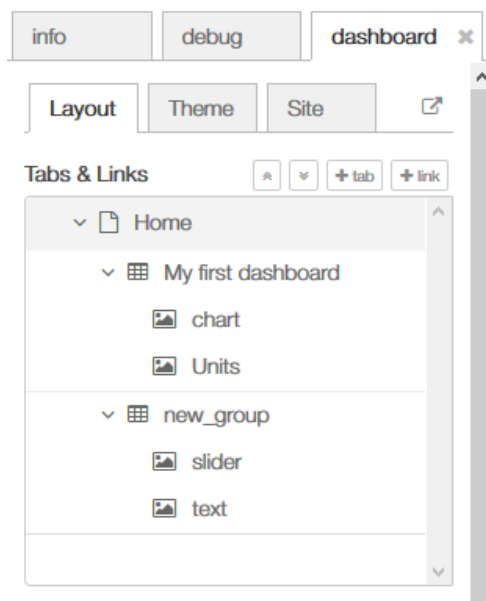 info debug dashboard
Layout Theme Site
Tabs & Links + tab + link
Home
My first dashboard
chart
Units
new_group
slider
text